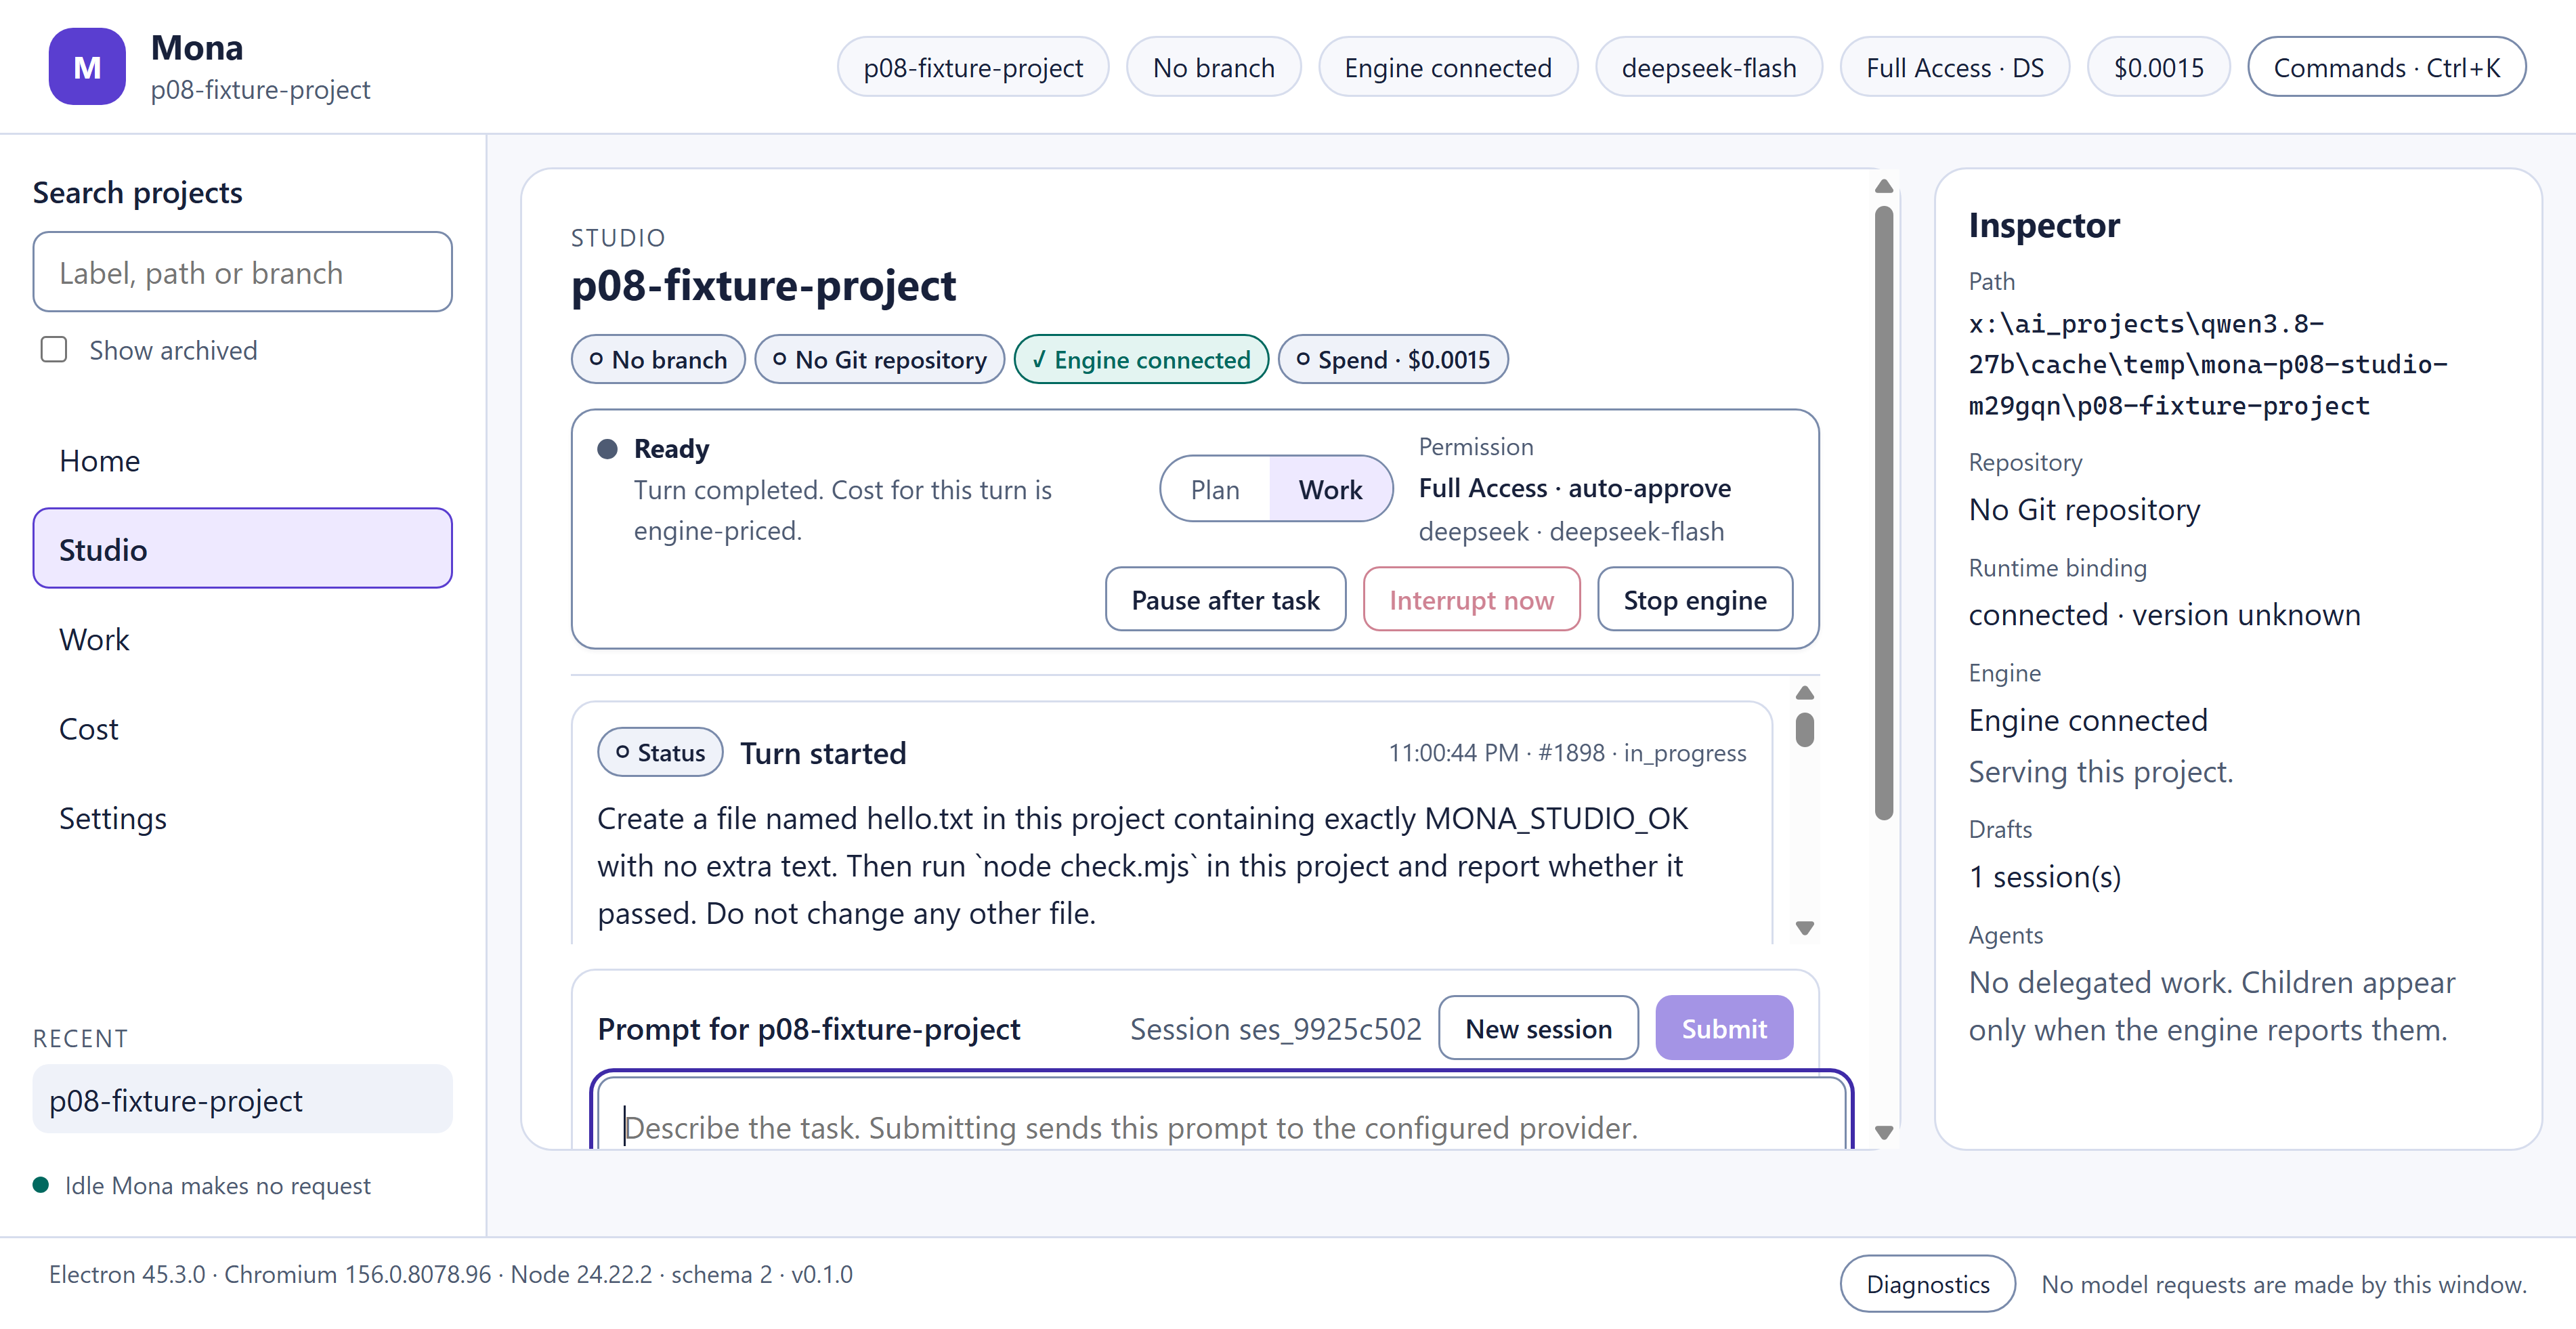 M
Mona
p08-fixture-project
p08-fixture-project
No branch
Engine connected
deepseek-flash
Full Access · DS
$0.0015
Commands · Ctrl+K
Search projects
Label, path or branch
Show archived
Home
Studio
Work
Cost
Settings
RECENT
p08-fixture-project
Idle Mona makes no request
STUDIO
p08-fixture-project
No branch
No Git repository
✓ Engine connected
Spend · $0.0015
Ready
Turn completed. Cost for this turn is
engine-priced.
Plan
Work
Permission
Full Access · auto-approve
deepseek · deepseek-flash
Pause after task
Interrupt now
Stop engine
Status
Turn started
11:00:44 PM · #1898 · in_progress
Create a file named hello.txt in this project containing exactly MONA_STUDIO_OK
with no extra text. Then run `node check.mjs` in this project and report whether it
passed. Do not change any other file.
Prompt for p08-fixture-project
Session ses_9925c502
New session
Submit
Describe the task. Submitting sends this prompt to the configured provider.
Inspector
Path
x:\ai_projects\qwen3.8-
27b\cache\temp\mona-p08-studio-
m29gqn\p08-fixture-project
Repository
No Git repository
Runtime binding
connected · version unknown
Engine
Engine connected
Serving this project.
Drafts
1 session(s)
Agents
No delegated work. Children appear
only when the engine reports them.
Electron 45.3.0 · Chromium 156.0.8078.96 · Node 24.22.2 · schema 2 · v0.1.0
Diagnostics
No model requests are made by this window.